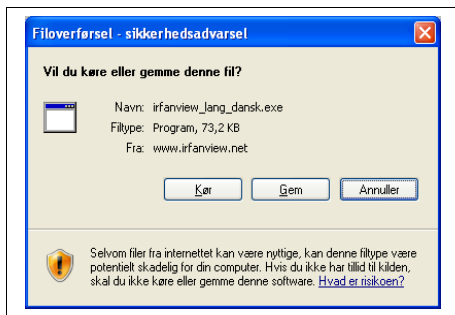 Filoverførsel - sikkerhedsadvarsel
Vil du køre eller gemme denne fil?
Navn: irfanview_lang_dansk.exe
Filtype: Program, 73,2 KB
Fra: www.irfanview.net
Kør Gem Annuller
Selvom filer fra internettet kan være nyttige, kan denne filtype være
potentielt skadelig for din computer. Hvis du ikke har tillid til kilden,
skal du ikke køre eller gemme denne software. Hvad er risikoen?